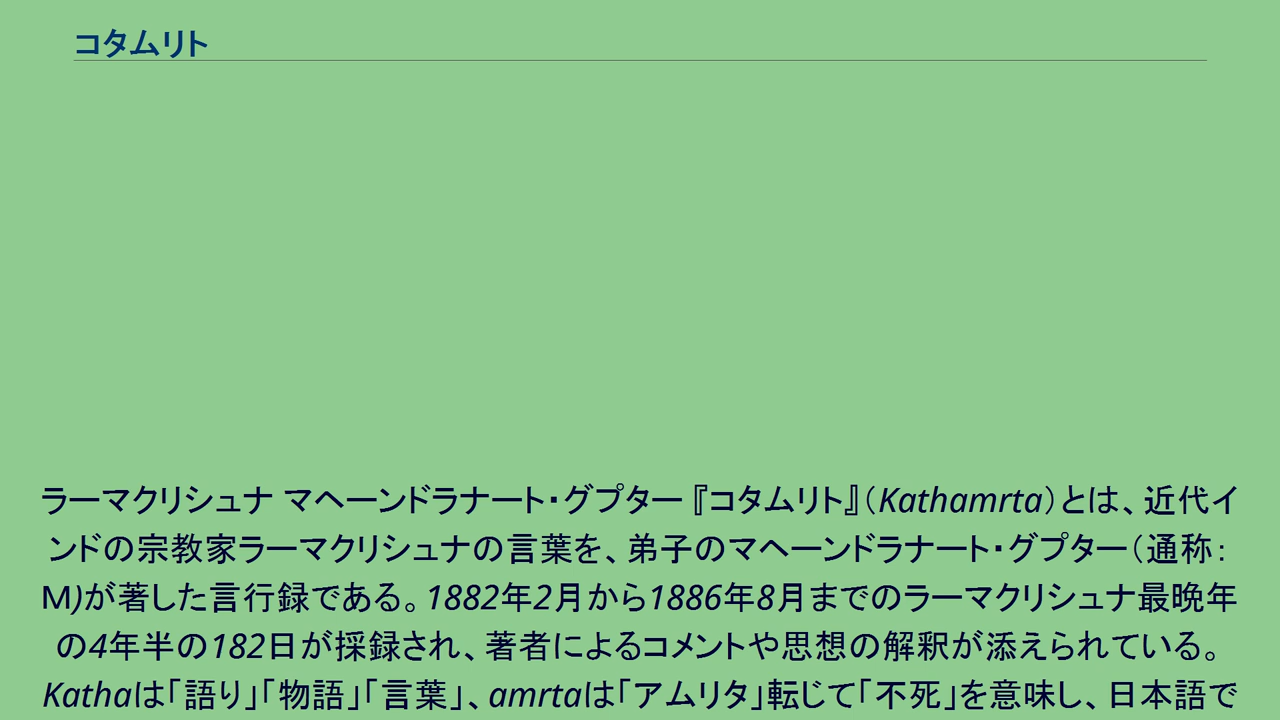 コタムリト
ラーマクリシュナ マヘーンドラナート・グプター『コタムリト』（Kathamrta）とは、近代イ
ンドの宗教家ラーマクリシュナの言葉を、弟子のマヘーンドラナート・グプター（通称：
M)が著した言行録である。1882年2月から1886年8月までのラーマクリシュナ最晩年
の4年半の182日が採録され、著者によるコメントや思想の解釈が添えられている。
Kathaは「語り」「物語」「言葉」、amrtaは「アムリタ」転じて「不死」を意味し、日本語で